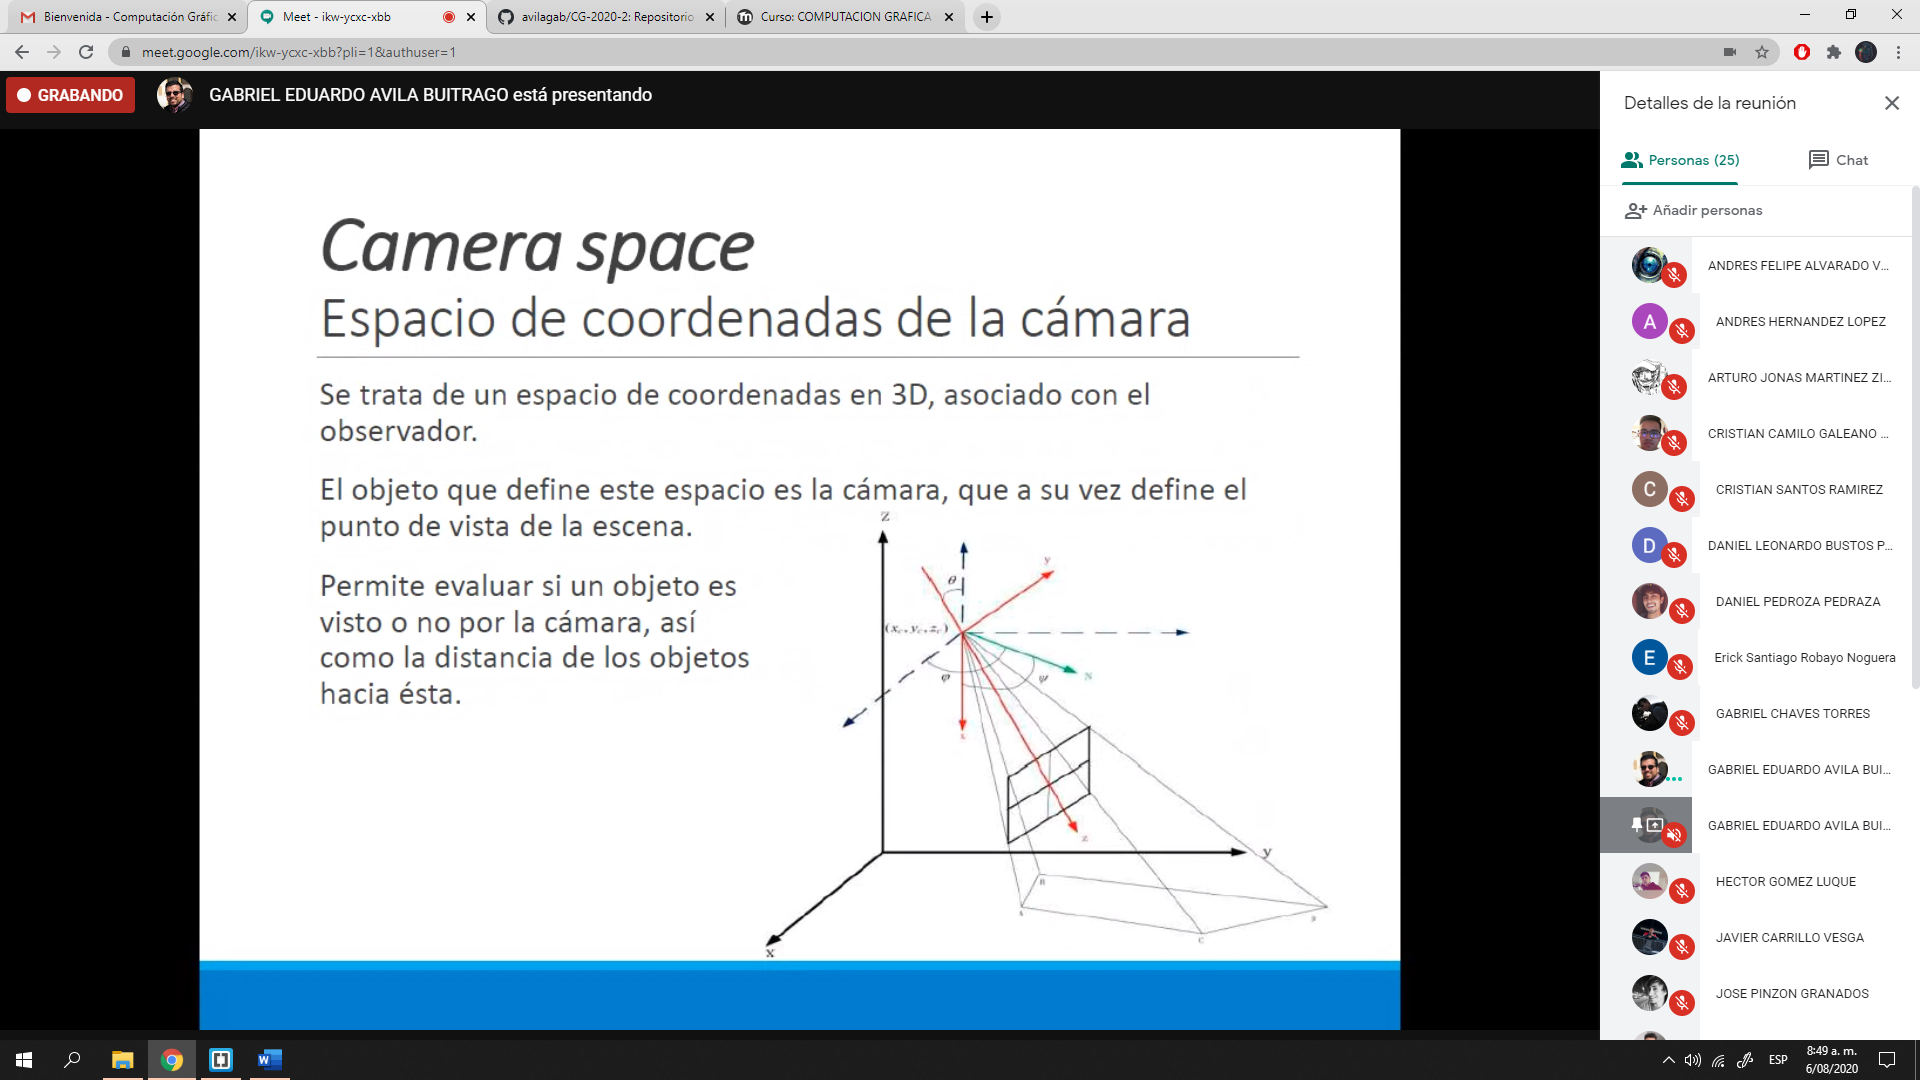 Bienvenida - Computación Gráfic
Meet - ikw-ycxc-xbb
avilagab/CG-2020-2: Repositorio
Curso: COMPUTACION GRAFICA
meet.google.com/ikw-ycxc-xbb?pli=1&authuser=1
GRABANDO
GABRIEL EDUARDO AVILA BUITRAGO está presentando
Camera space
Espacio de coordenadas de la cámara
Se trata de un espacio de coordenadas en 3D, asociado con el
observador.
El objeto que define este espacio es la cámara, que a su vez define el
punto de vista de la escena.
Permite evaluar si un objeto es
visto o no por la cámara, así
como la distancia de los objetos
hacia ésta.
z
θ
y
(xc, yc, zc)
φ
ψ
N
x
z
y
B
A
C
x
Detalles de la reunión
Personas (25)
Chat
Añadir personas
ANDRES FELIPE ALVARADO V...
A
ANDRES HERNANDEZ LOPEZ
ARTURO JONAS MARTINEZ ZI...
CRISTIAN CAMILO GALEANO ...
C
CRISTIAN SANTOS RAMIREZ
D
DANIEL LEONARDO BUSTOS P...
DANIEL PEDROZA PEDRAZA
E
Erick Santiago Robayo Noguera
GABRIEL CHAVES TORRES
GABRIEL EDUARDO AVILA BUI...
GABRIEL EDUARDO AVILA BUI...
HECTOR GOMEZ LUQUE
JAVIER CARRILLO VESGA
JOSE PINZON GRANADOS
ESP
8:49 a. m.
6/08/2020